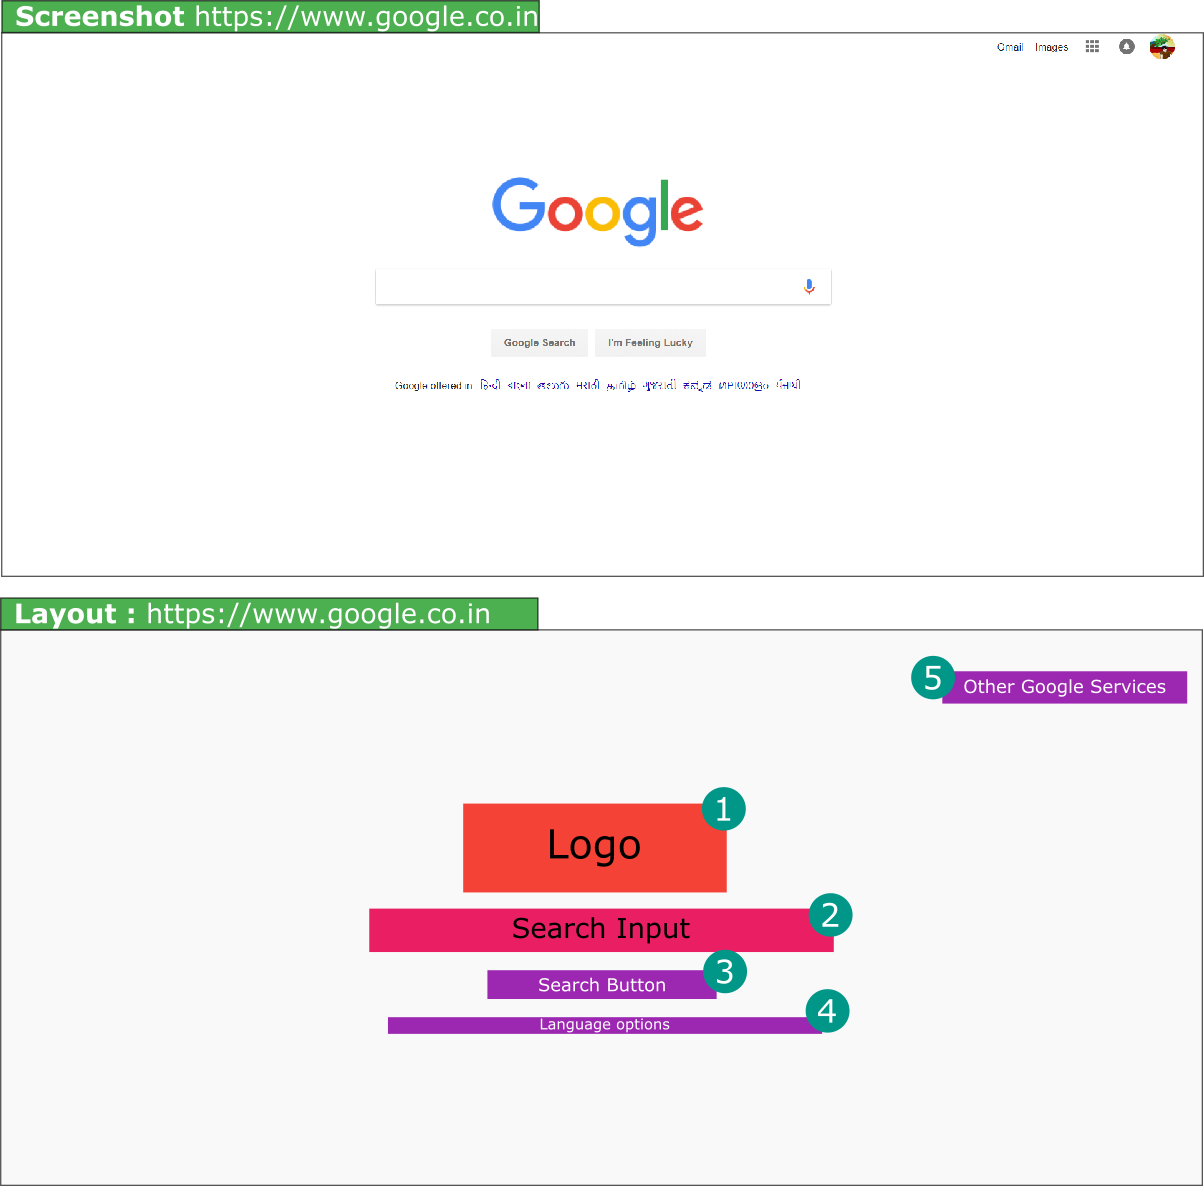 Screenshot https://www.google.co.in
Gmail Images
Google
Google Search I'm Feeling Lucky
Google offered in हिन्दी বাংলা తెలుగు मराठी தமிழ் ગુજરાતી ಕನ್ನಡ മലയാളം ਪੰਜਾਬੀ
Layout : https://www.google.co.in
5 Other Google Services
1
Logo
2
Search Input
3
Search Button
4
Language options